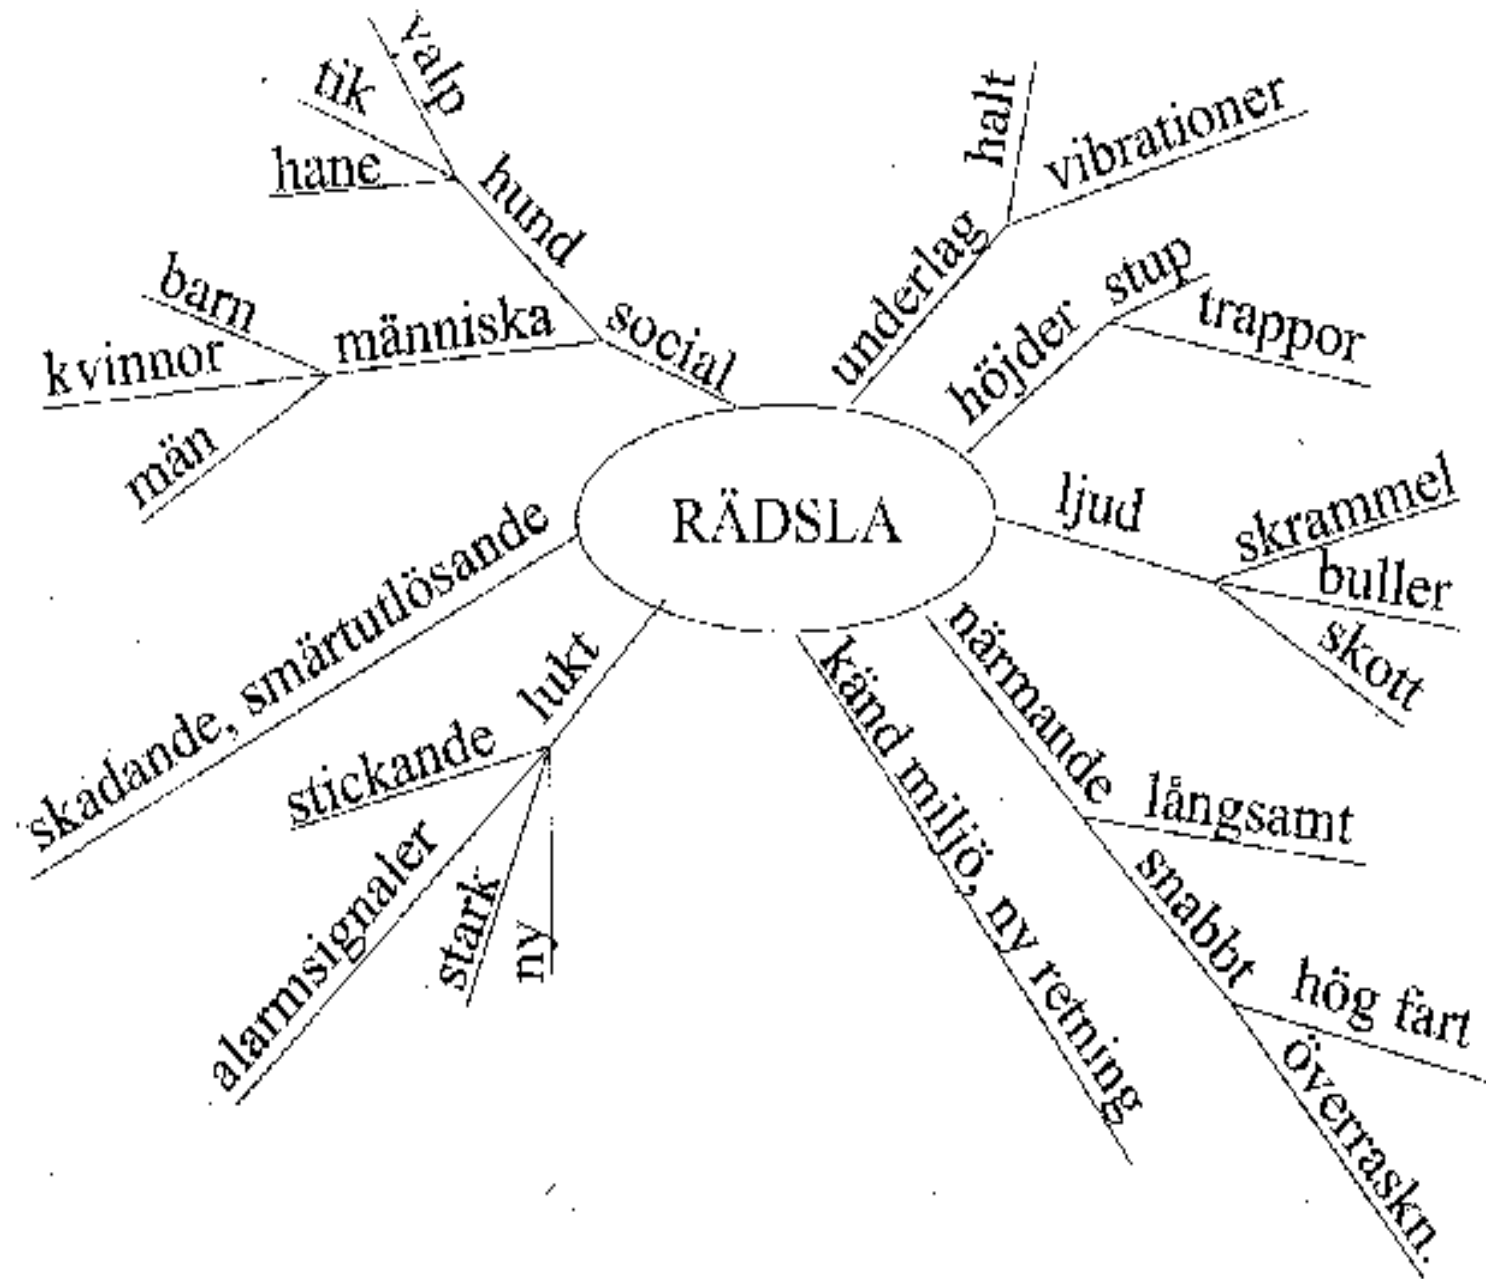 valp
tik
hane
hund
barn
kvinnor
män
människa
social
halt
vibrationer
underlag
höjder
stup
trappor
RÄDSLA
ljud
skrammel
buller
skott
skadande, smärtutlösande
lukt
stickande
alarmsignaler
stark
ny
känd miljö, ny retning
närmande
långsamt
snabbt
hög fart
överraskn.